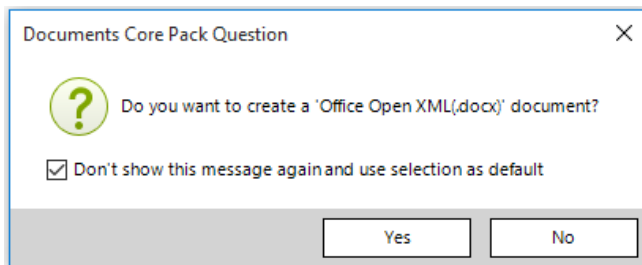 Documents Core Pack Question
Do you want to create a 'Office Open XML(.docx)' document?
Don't show this message again and use selection as default
Yes
No